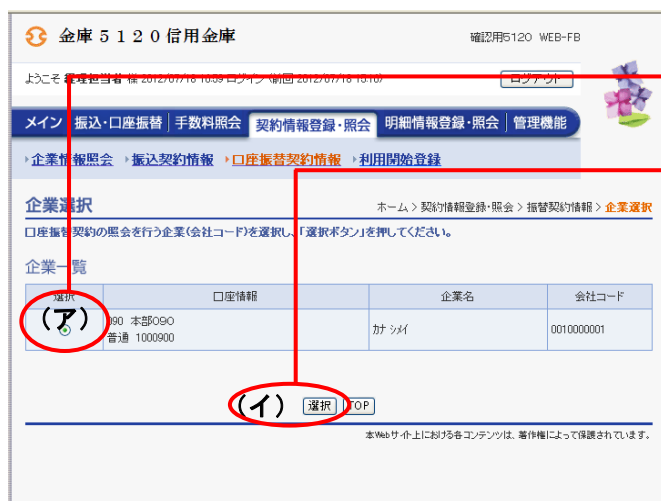 金庫5120信用金庫
確認用5120 WEB-FB
ようこそ 経理担当者 様 2012/07/18 16:59 ログイン (前回 2012/07/18 15:10)
ログアウト
メイン 振込・口座振替 手数料照会 契約情報登録・照会 明細情報登録・照会 管理機能
企業情報照会 振込契約情報 口座振替契約情報 利用開始登録
企業選択
ホーム > 契約情報登録・照会 > 振替契約情報 > 企業選択
口座振替契約の照会を行う企業(会社コード)を選択し、「選択ボタン」を押してください。
企業一覧
選択 口座情報 企業名 会社コード
(ア) 090 本部090 カナ シメイ 0010000001
普通 1000900
(イ) 選択 TOP
本Webサイト上における各コンテンツは、著作権によって保護されています。